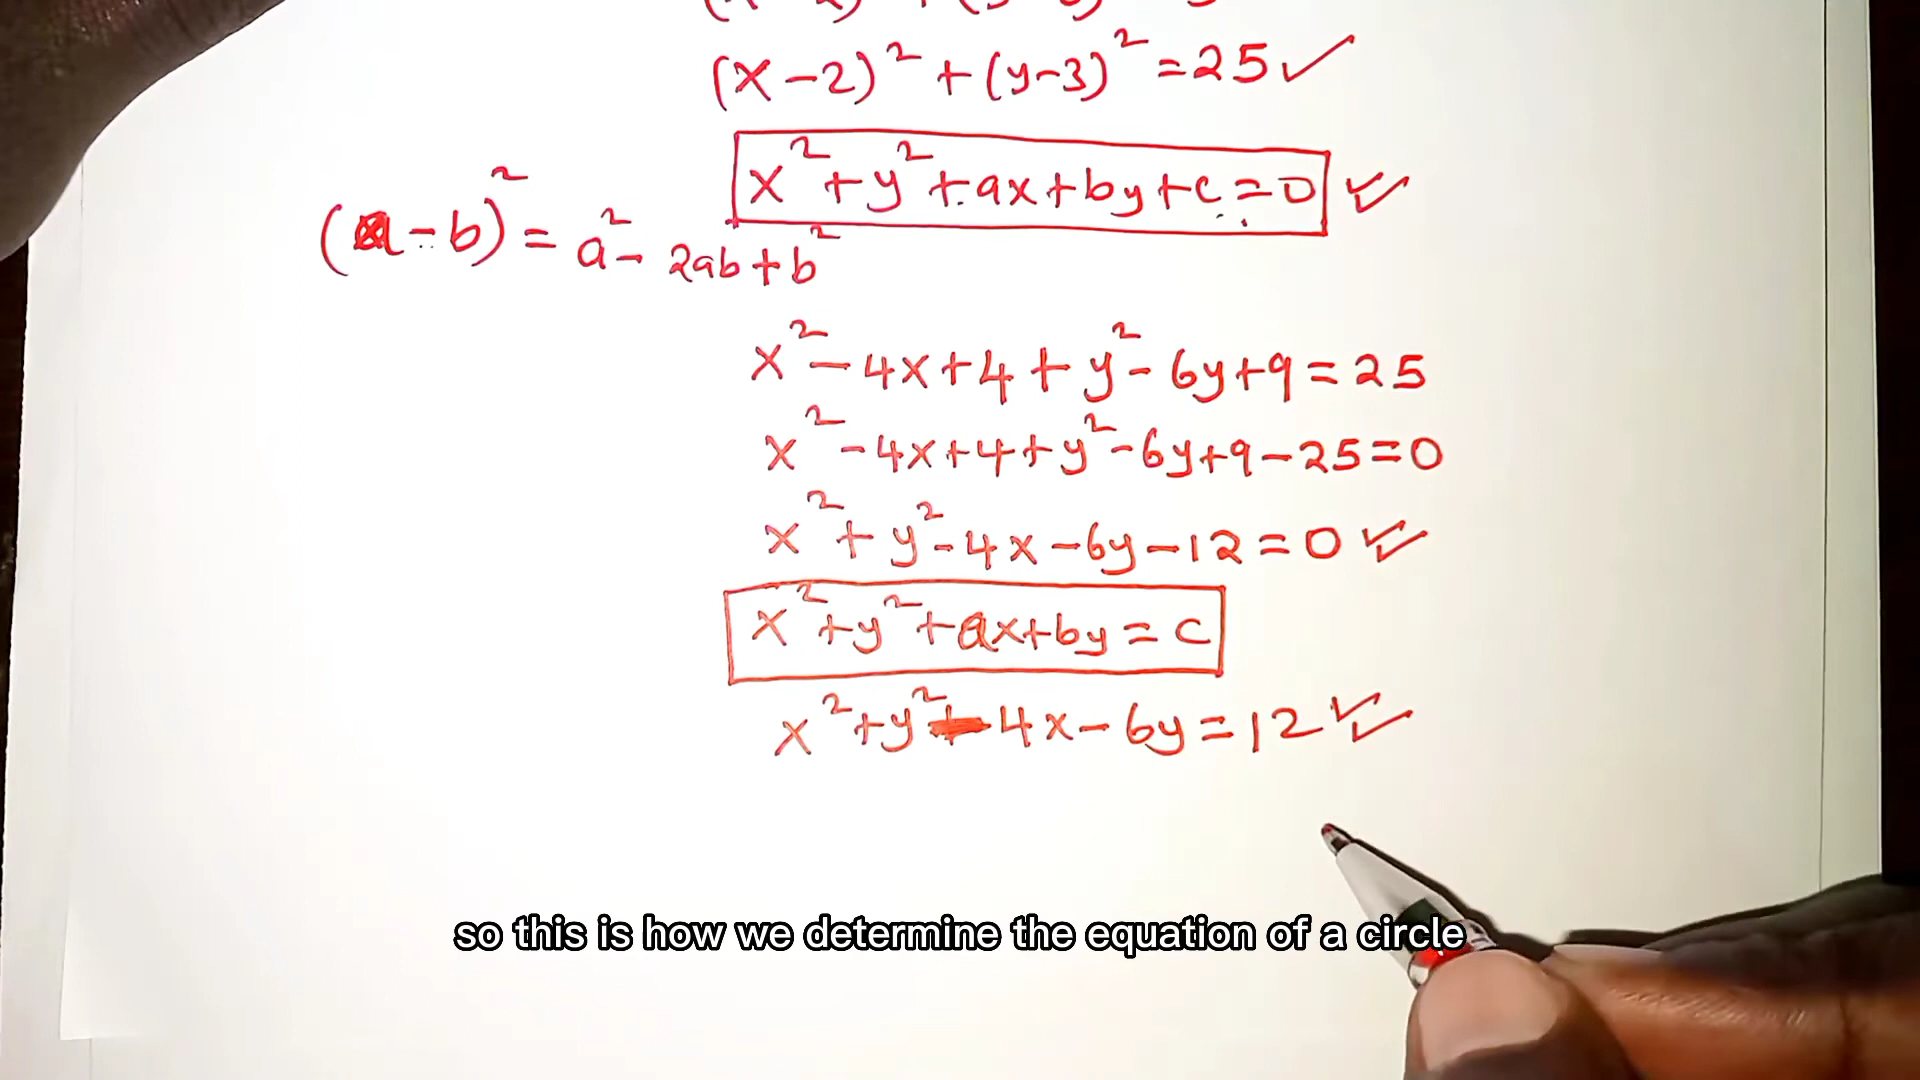 (x-2)² + (y-3)² = 25 ✓
x² + y² + ax + by + c = 0 ✓
(a - b)² = a² - 2ab + b²
x² - 4x + 4 + y² - 6y + 9 = 25
x² - 4x + 4 + y² - 6y + 9 - 25 = 0
x² + y² - 4x - 6y - 12 = 0 ✓
x² + y² + ax + by = c
x² + y² - 4x - 6y = 12 ✓
so this is how we determine the equation of a circle